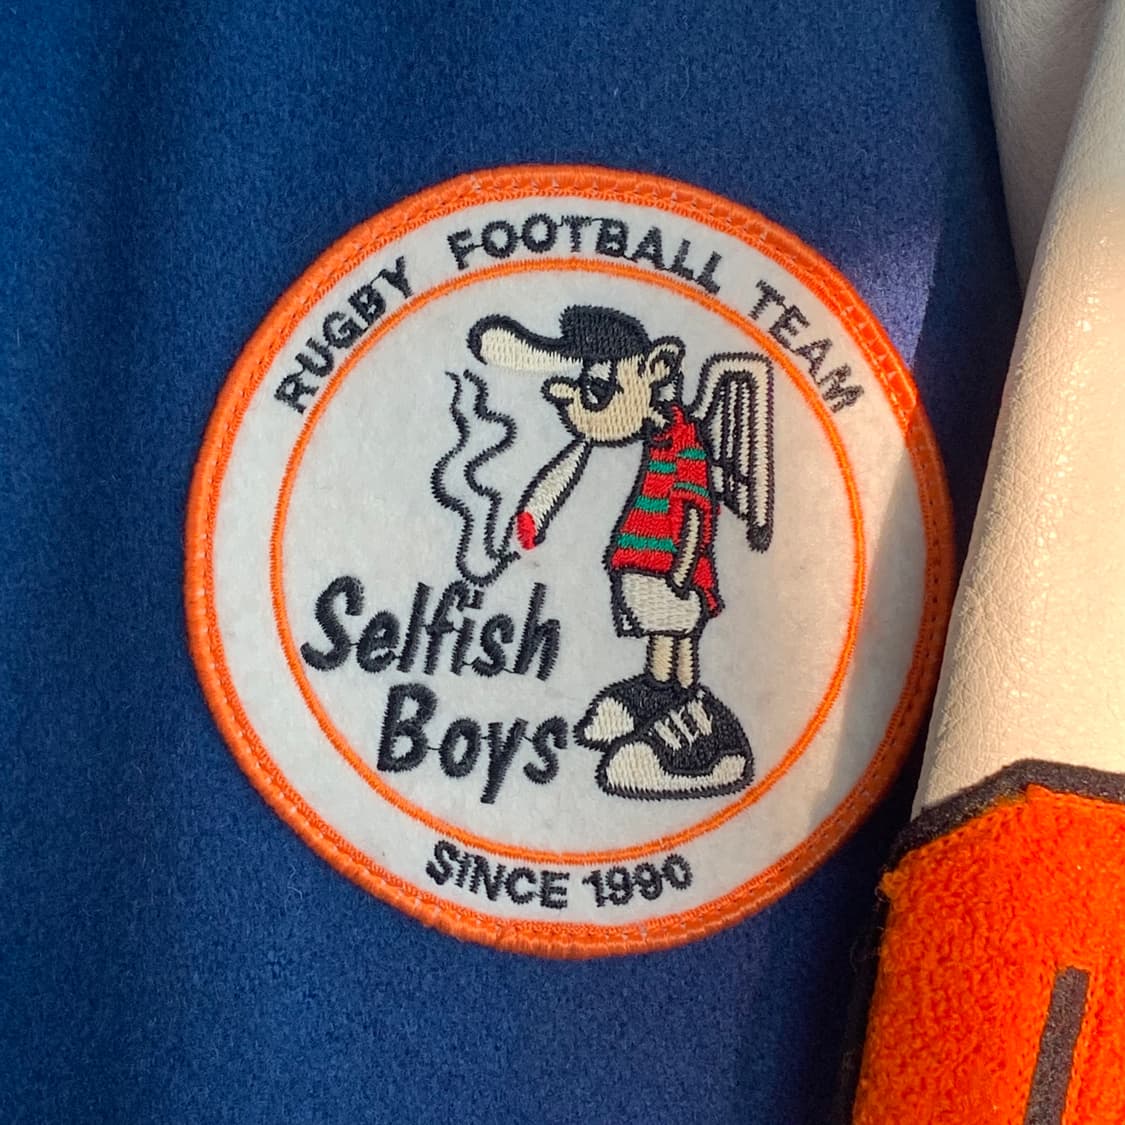 RUGBY FOOTBALL TEAM
Selfish
Boys
SINCE 1990